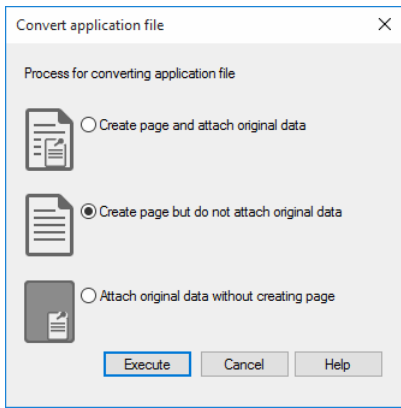 Convert application file
Process for converting application file
Create page and attach original data
Create page but do not attach original data
Attach original data without creating page
Execute Cancel Help